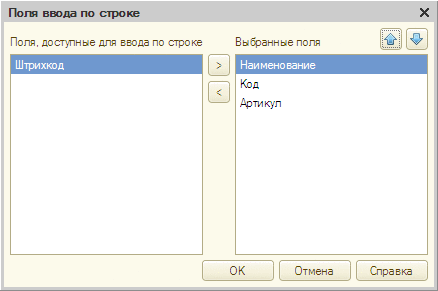 Поля ввода по строке
Поля, доступные для ввода по строке
Выбранные поля
Штрихкод
>
<
Наименование
Код
Артикул
OK
Отмена
Справка